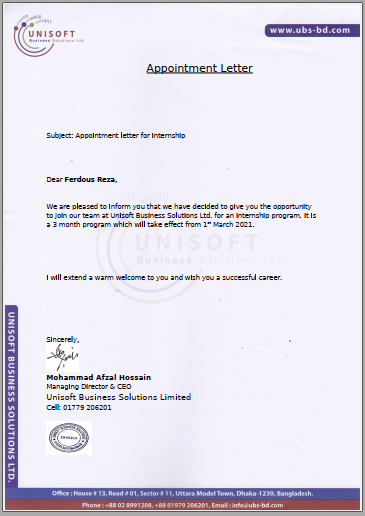 UNISOFT
Business Solutions Ltd
www.ubs-bd.com
Appointment Letter
Subject: Appointment letter for Internship
Dear Ferdous Reza,
We are pleased to inform you that we have decided to give you the opportunity
to join our team at Unisoft Business Solutions Ltd. for an internship program. It is
a 3 month program which will take effect from 1st March 2021.
UNISOFT
Business Solutions Ltd
I will extend a warm welcome to you and wish you a successful career.
UNISOFT BUSINESS SOLUTIONS LTD.
Sincerely,
Mohammad Afzal Hossain
Managing Director & CEO
Unisoft Business Solutions Limited
Cell: 01779 206201
DHAKA
Office : House # 13, Road # 01, Sector # 11, Uttara Model Town, Dhaka-1230, Bangladesh.
Phone : +88 02 8991208, +88 01979 206201, Email : info@ubs-bd.com